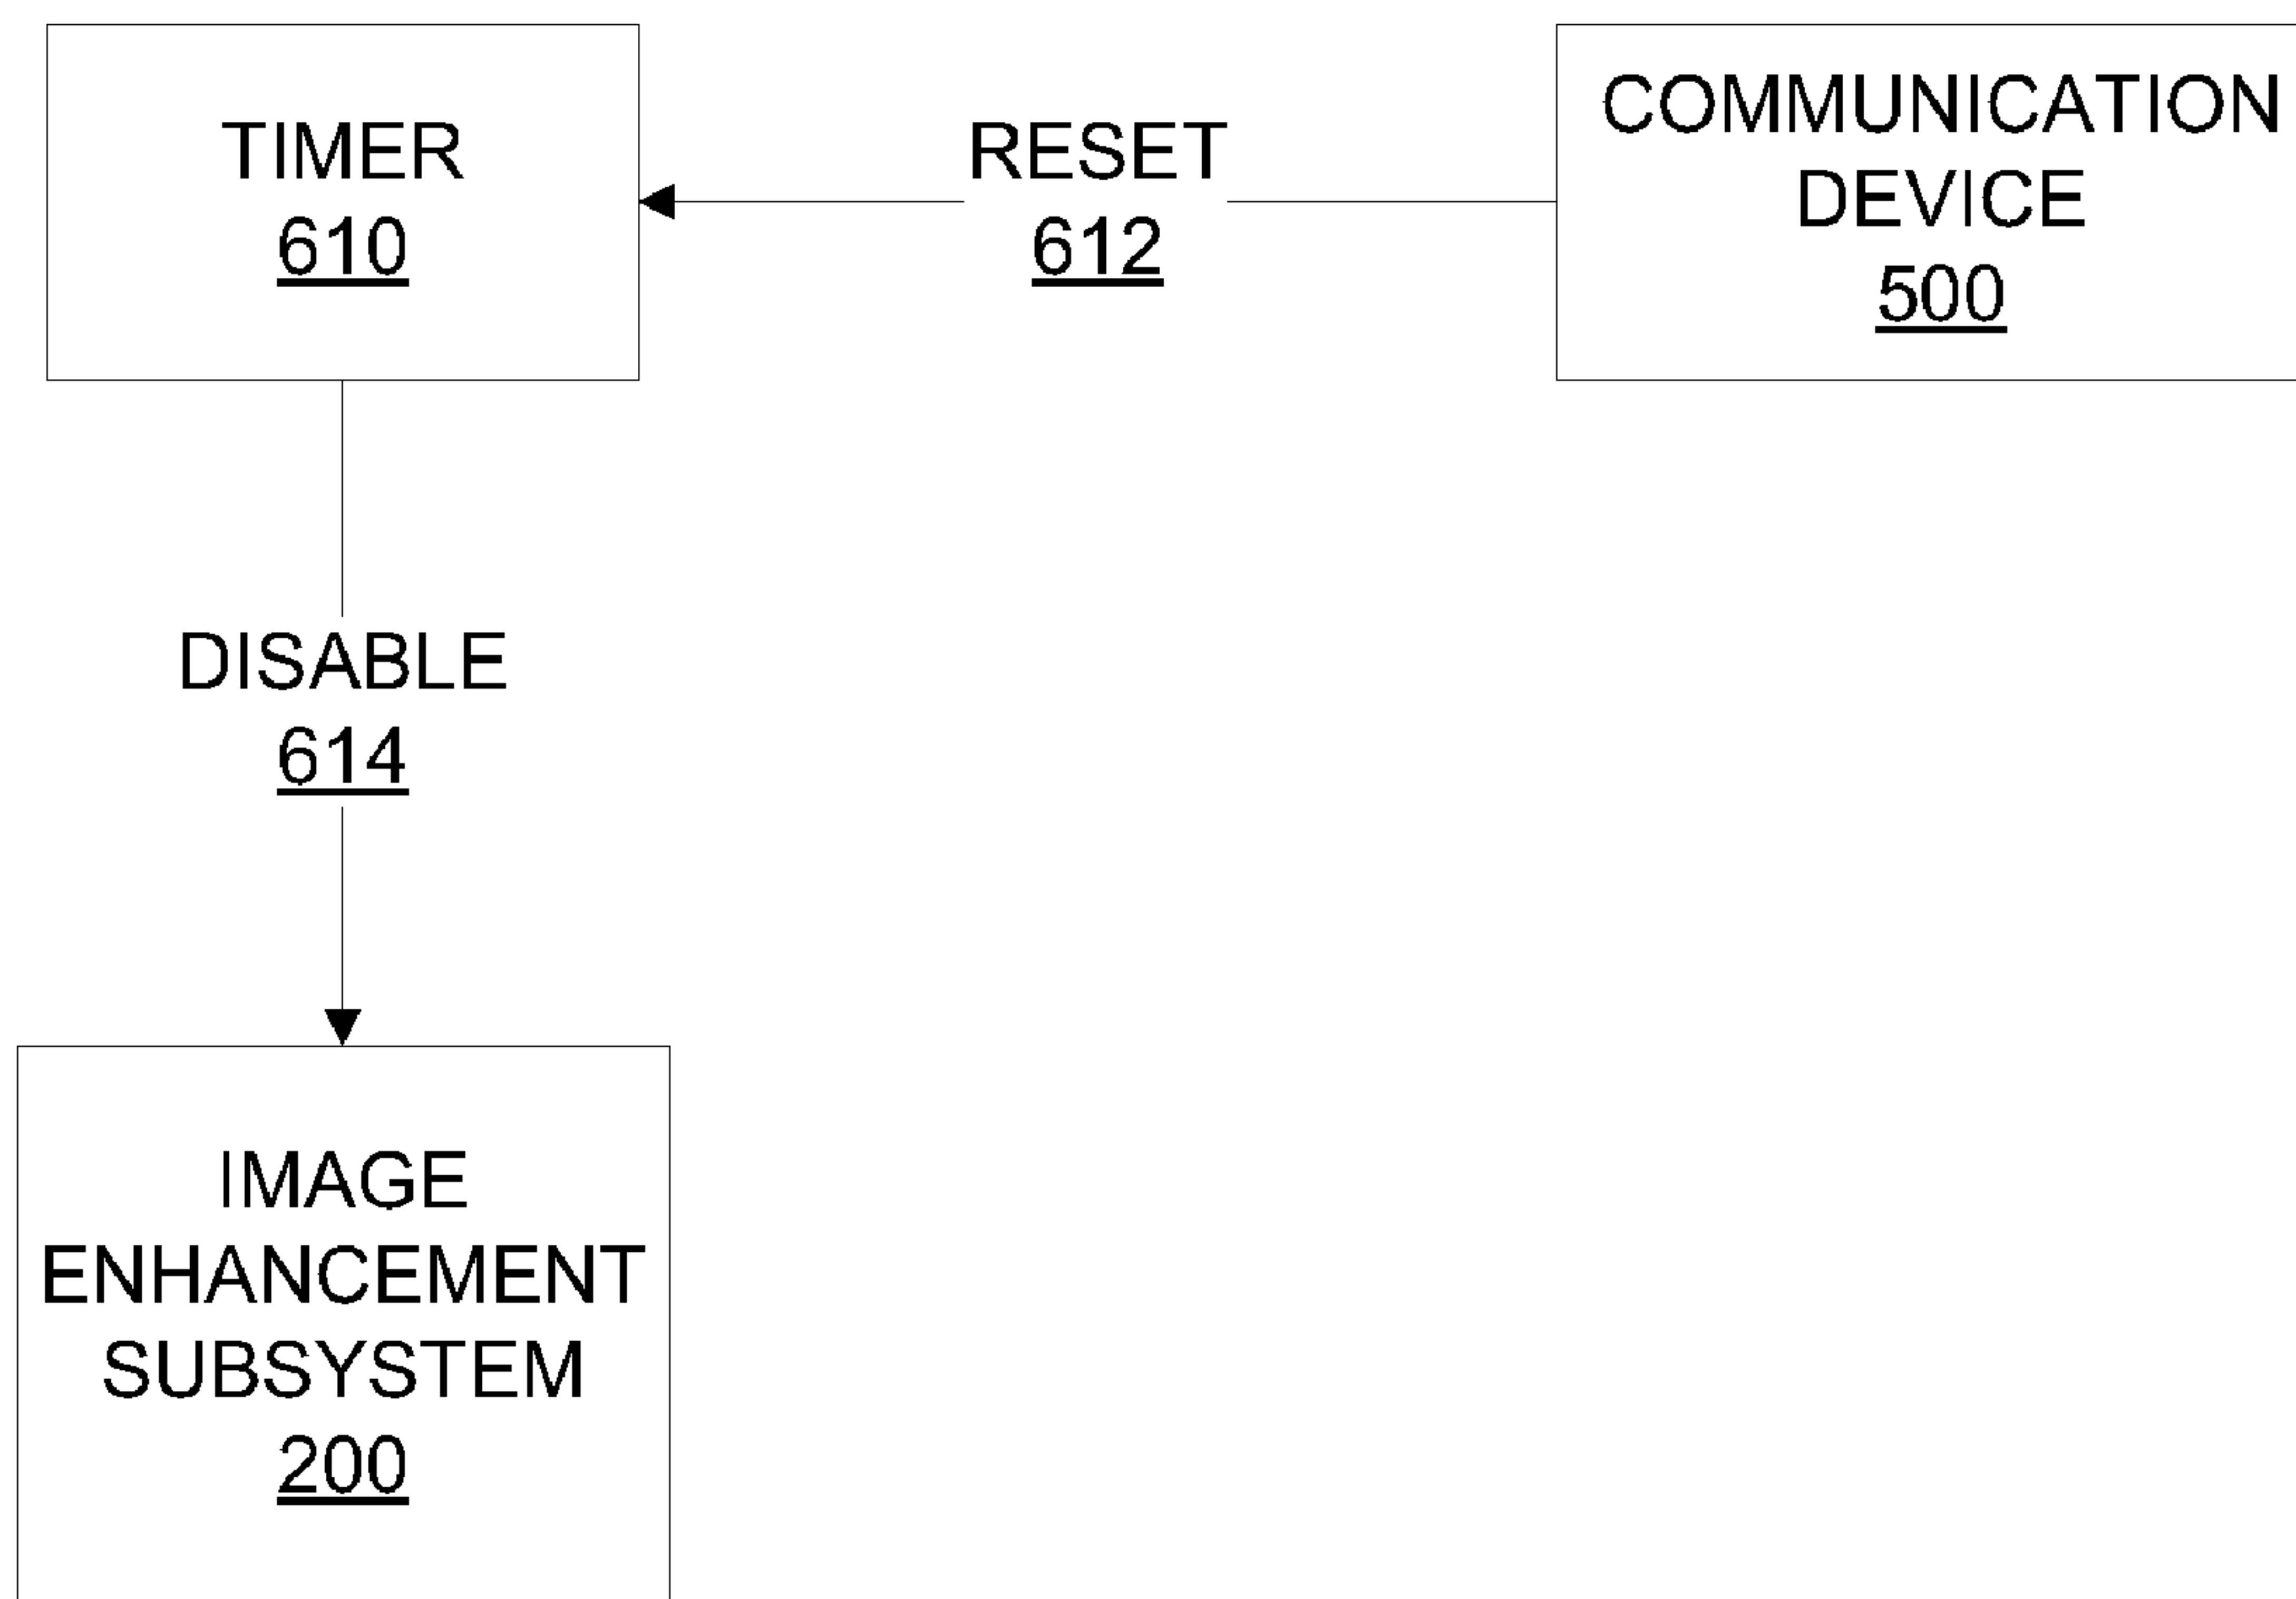 TIMER
610
RESET
612
COMMUNICATION
DEVICE
500
DISABLE
614
IMAGE
ENHANCEMENT
SUBSYSTEM
200